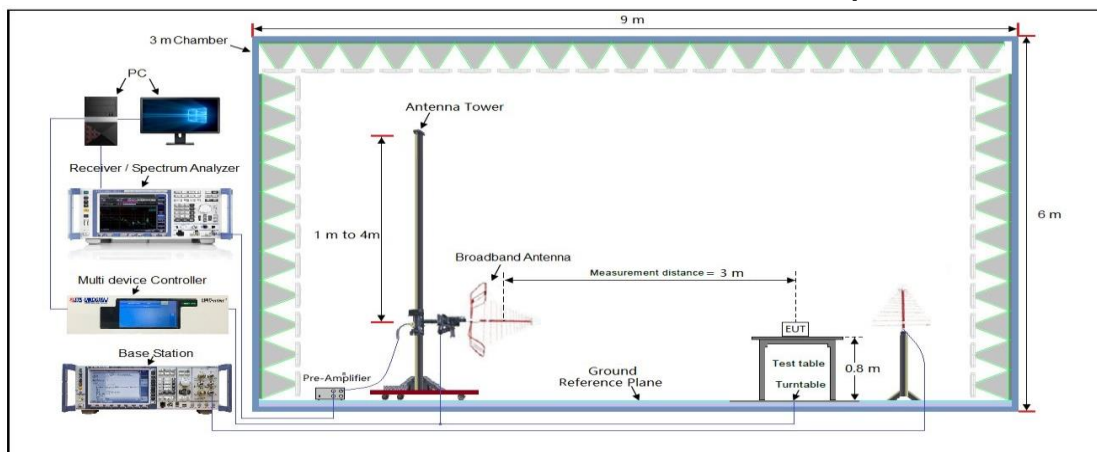 9 m
3 m Chamber
PC
Antenna Tower
Receiver / Spectrum Analyzer
6 m
1 m to 4m
Broadband Antenna
Measurement distance = 3 m
Multi device Controller
EUT
Base Station
Test table
0.8 m
Ground
Reference Plane
Turntable
Pre-Amplifier